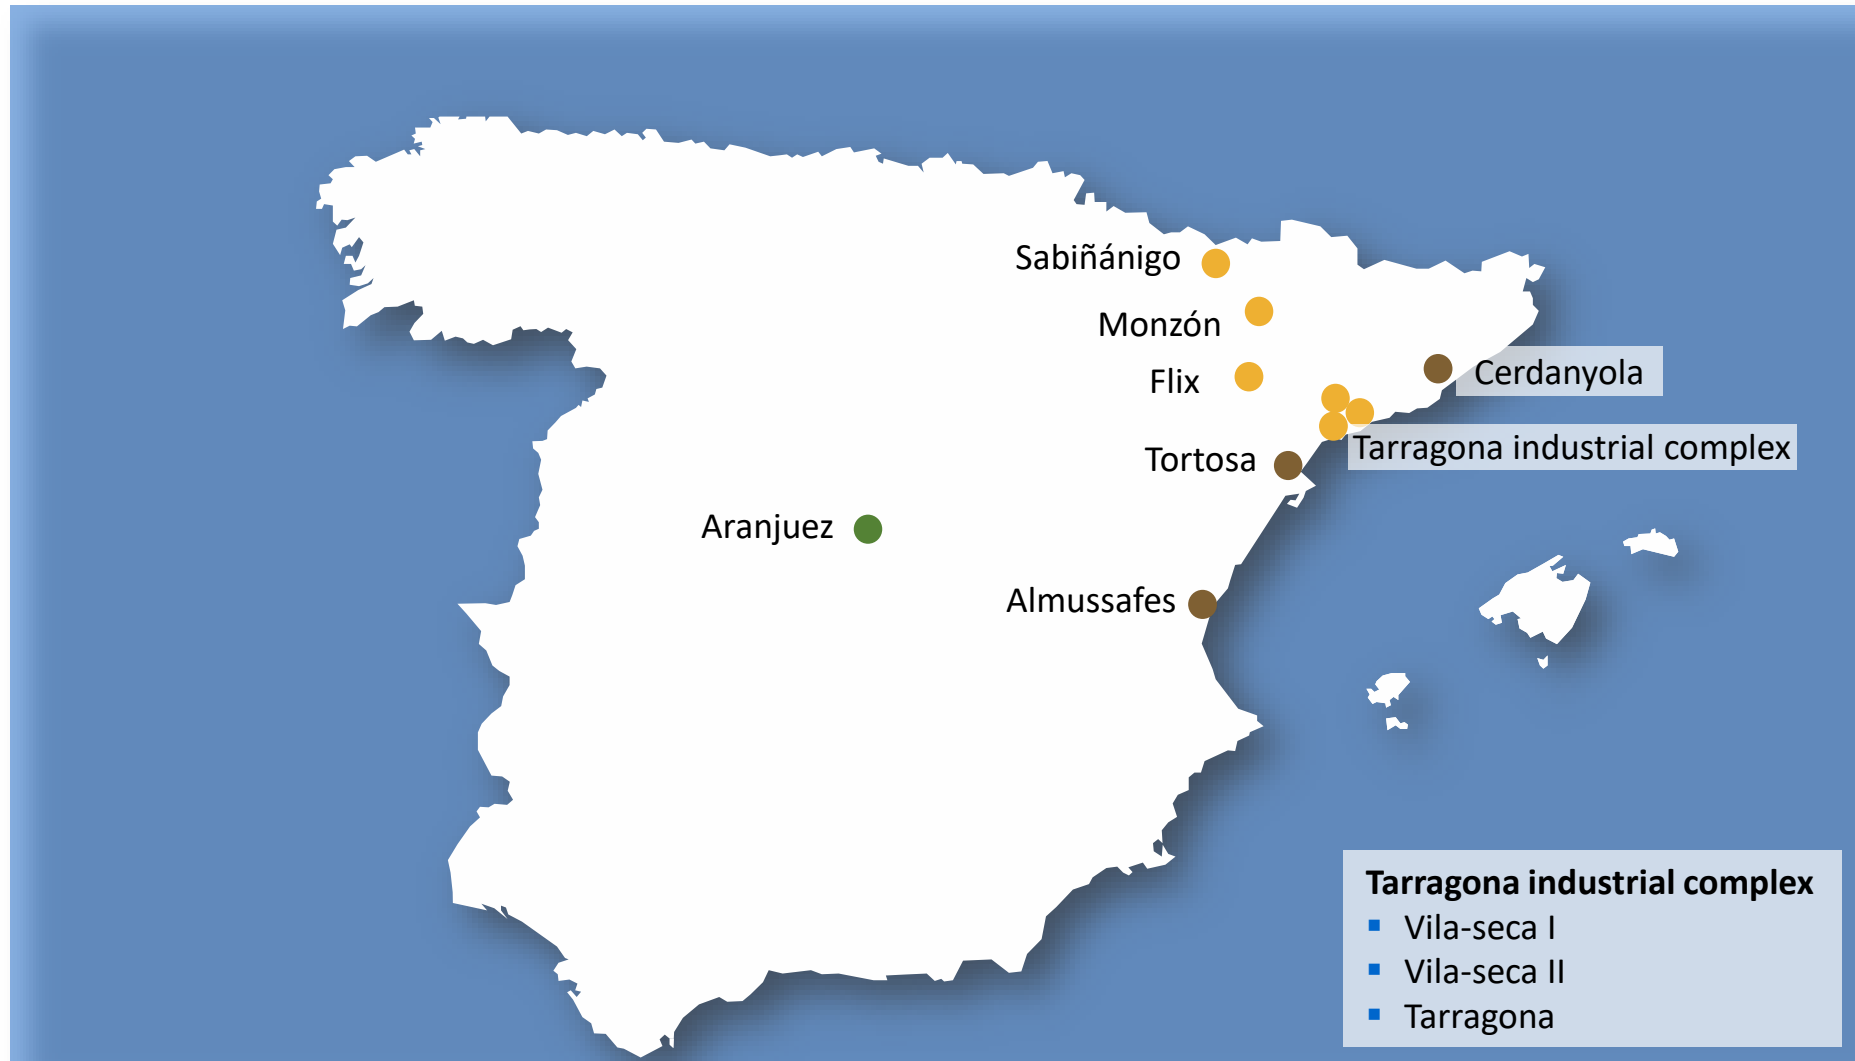 Sabiñánigo
Monzón
Flix
Cerdanyola
Tarragona industrial complex
Tortosa
Aranjuez
Almussafes
Tarragona industrial complex
Vila-seca I
Vila-seca II
Tarragona